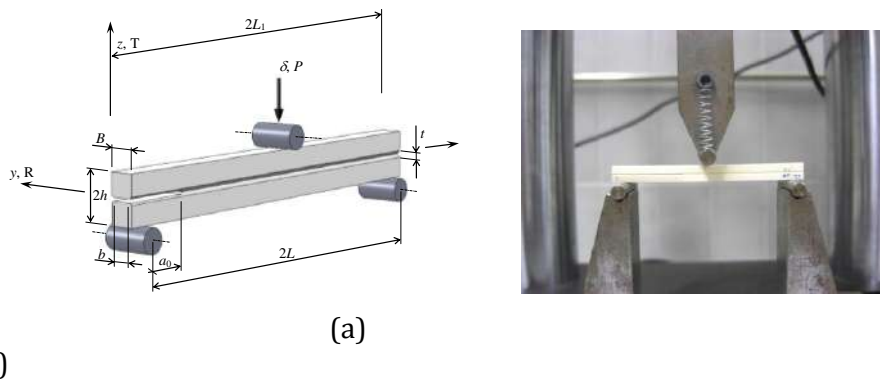 2L₁
z, T
δ, P
B
t
y, R
2h
b
a₀
2L
(a)
)